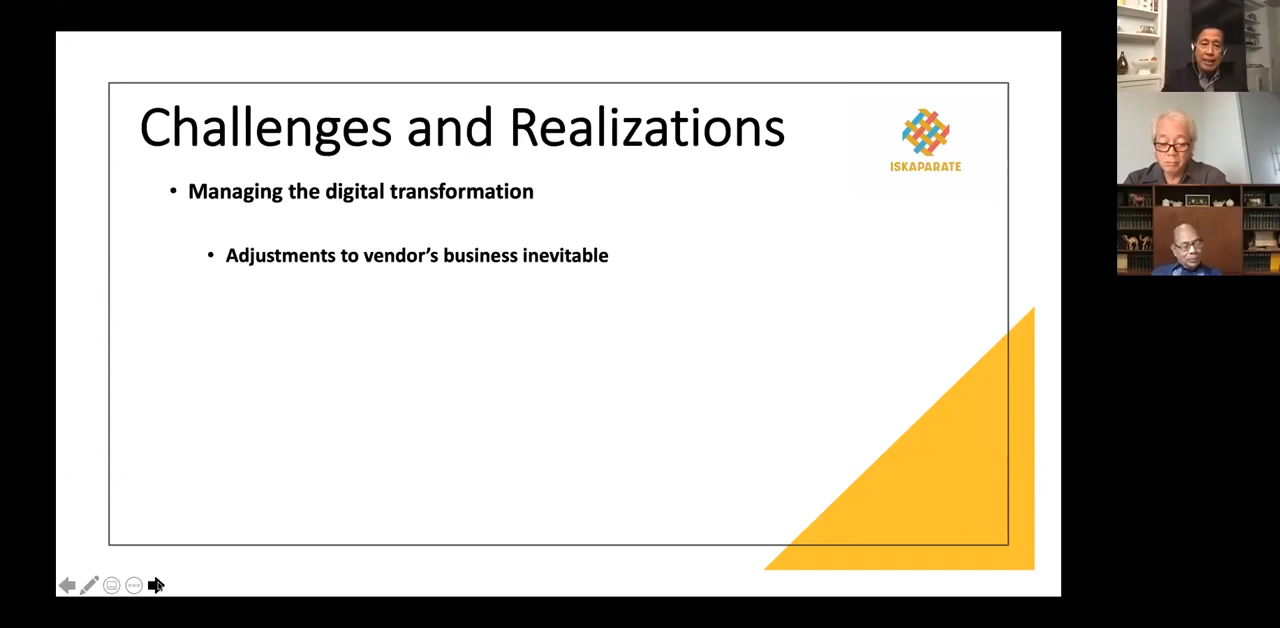 Challenges and Realizations
ISKAPARATE
• Managing the digital transformation
• Adjustments to vendor’s business inevitable